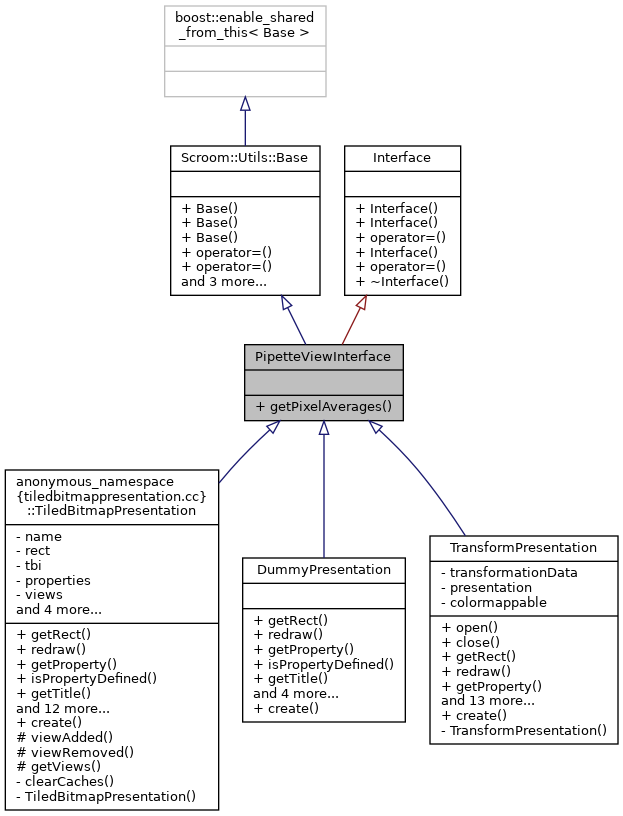 boost::enable_shared
_from_this< Base >
Scroom::Utils::Base
+ Base()
+ Base()
+ Base()
+ operator=()
+ operator=()
and 3 more...
Interface
+ Interface()
+ Interface()
+ operator=()
+ Interface()
+ operator=()
+ ~Interface()
PipetteViewInterface
+ getPixelAverages()
anonymous_namespace
{tiledbitmappresentation.cc}
::TiledBitmapPresentation
- name
- rect
- tbi
- properties
- views
and 4 more...
+ getRect()
+ redraw()
+ getProperty()
+ isPropertyDefined()
+ getTitle()
and 12 more...
+ create()
# viewAdded()
# viewRemoved()
# getViews()
- clearCaches()
- TiledBitmapPresentation()
DummyPresentation
+ getRect()
+ redraw()
+ getProperty()
+ isPropertyDefined()
+ getTitle()
and 4 more...
+ create()
TransformPresentation
- transformationData
- presentation
- colormappable
+ open()
+ close()
+ getRect()
+ redraw()
+ getProperty()
and 13 more...
+ create()
- TransformPresentation()